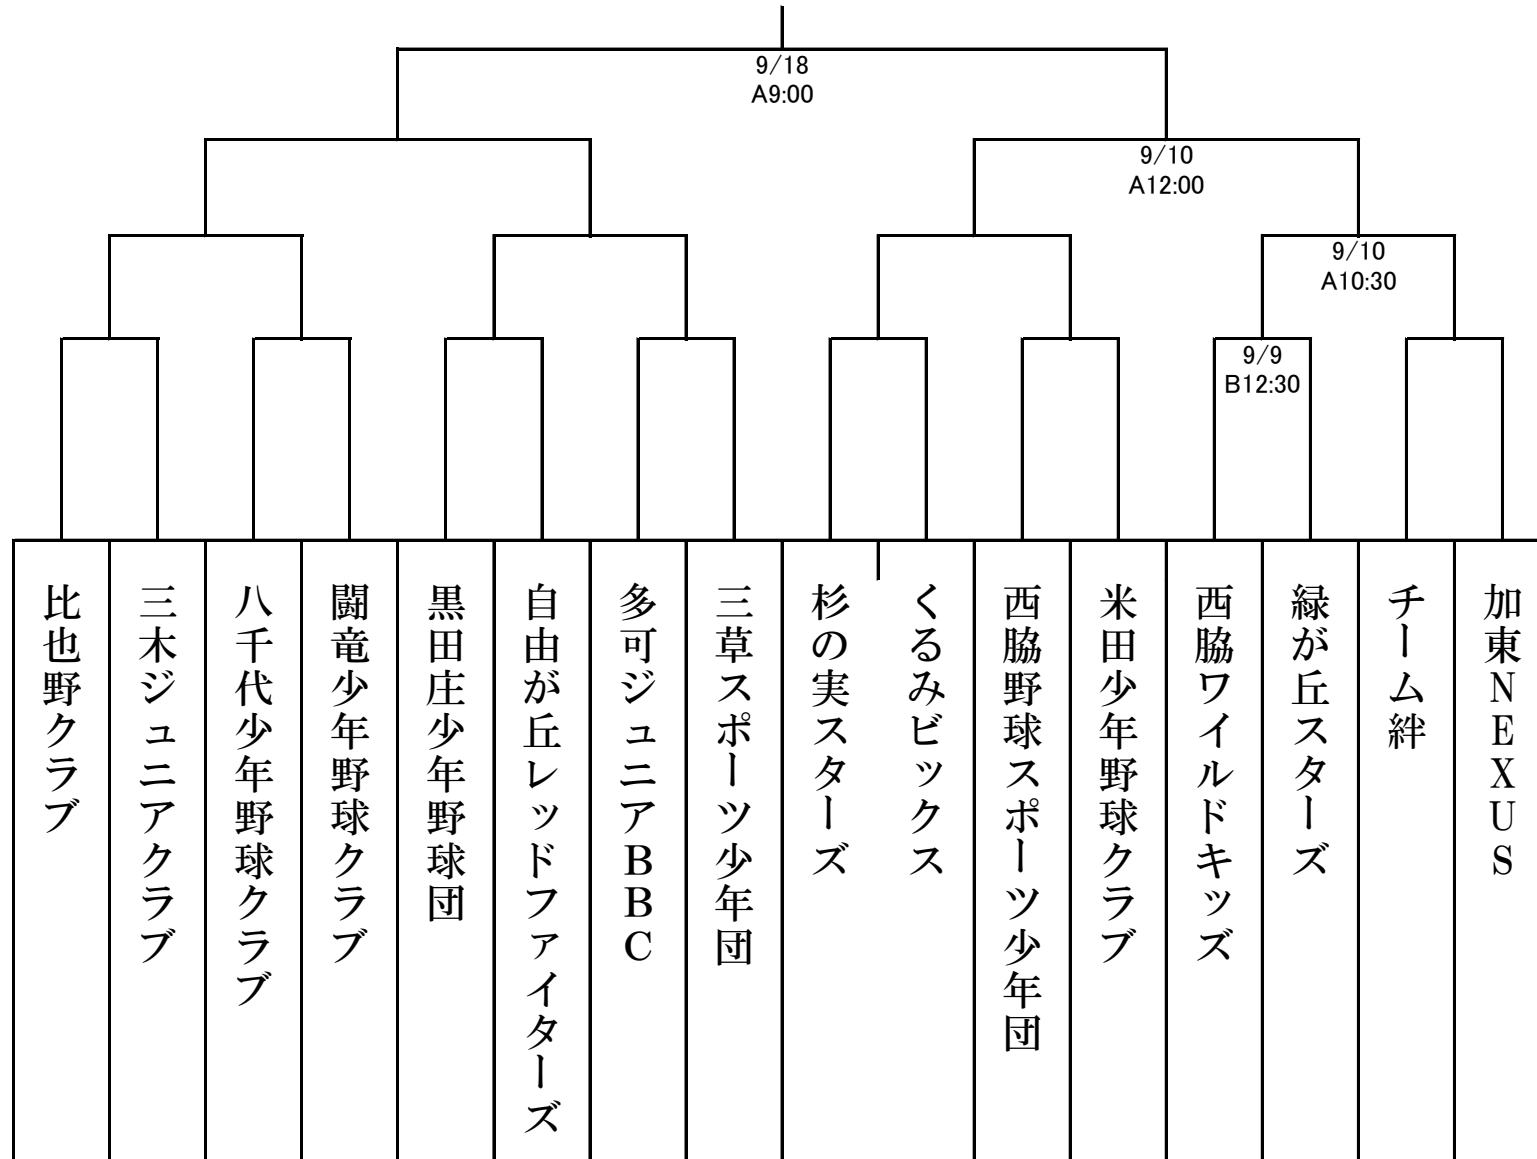 9/18
A9:00
9/10
A12:00
9/10
A10:30
9/9
B12:30
比也野クラブ
三木ジュニアクラブ
八千代少年野球クラブ
闘竜少年野球クラブ
黒田庄少年野球団
自由が丘レッドファイターズ
多可ジュニアBBC
三草スポーツ少年団
杉の実スターズ
くるみビックス
西脇野球スポーツ少年団
米田少年野球クラブ
西脇ワイルドキッズ
緑が丘スターズ
チーム絆
加東NEXUS